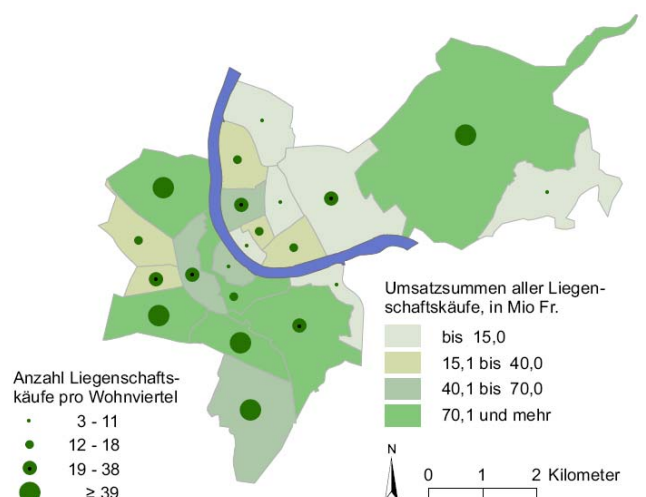 Umsatzsummen aller Liegen-
schaftskäufe, in Mio Fr.
bis 15,0
15,1 bis 40,0
40,1 bis 70,0
70,1 und mehr
Anzahl Liegenschafts-
käufe pro Wohnviertel
3 - 11
12 - 18
19 - 38
≥ 39
N
0 1 2 Kilometer